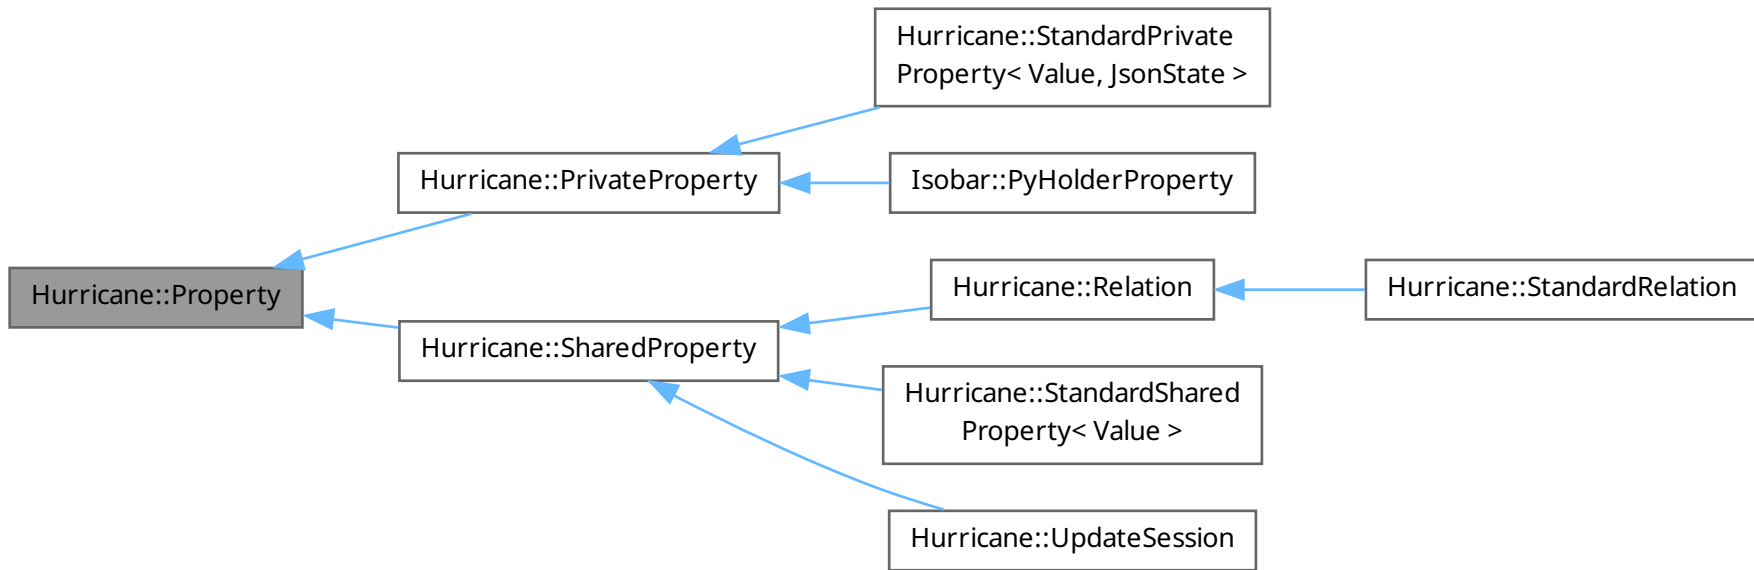 Hurricane::StandardPrivate
Property< Value, JsonState >
Hurricane::PrivateProperty
Isobar::PyHolderProperty
Hurricane::Property
Hurricane::Relation
Hurricane::StandardRelation
Hurricane::SharedProperty
Hurricane::StandardShared
Property< Value >
Hurricane::UpdateSession